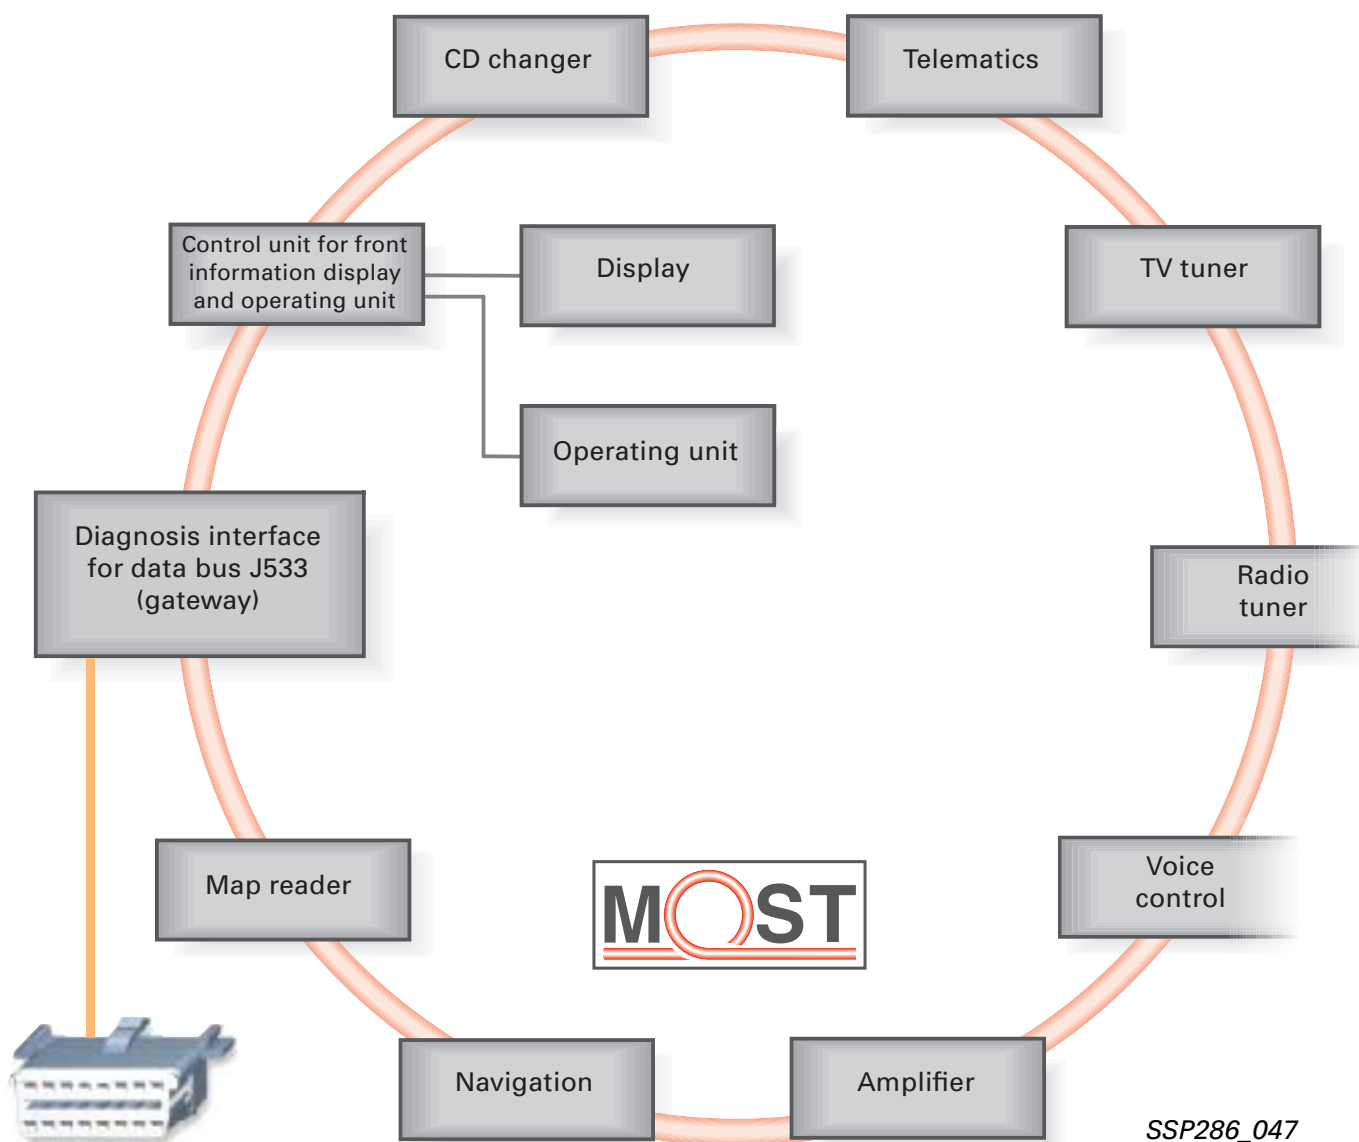 CD changer
Telematics
Control unit for front
information display
and operating unit
Display
TV tuner
Operating unit
Diagnosis interface
for data bus J533
(gateway)
Radio
tuner
Map reader
MOST
Voice
control
Navigation
Amplifier
SSP286_047